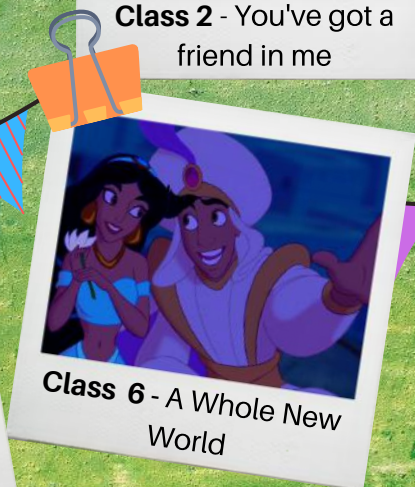 Class 2 - You've got a
friend in me
Class 6 - A Whole New
World